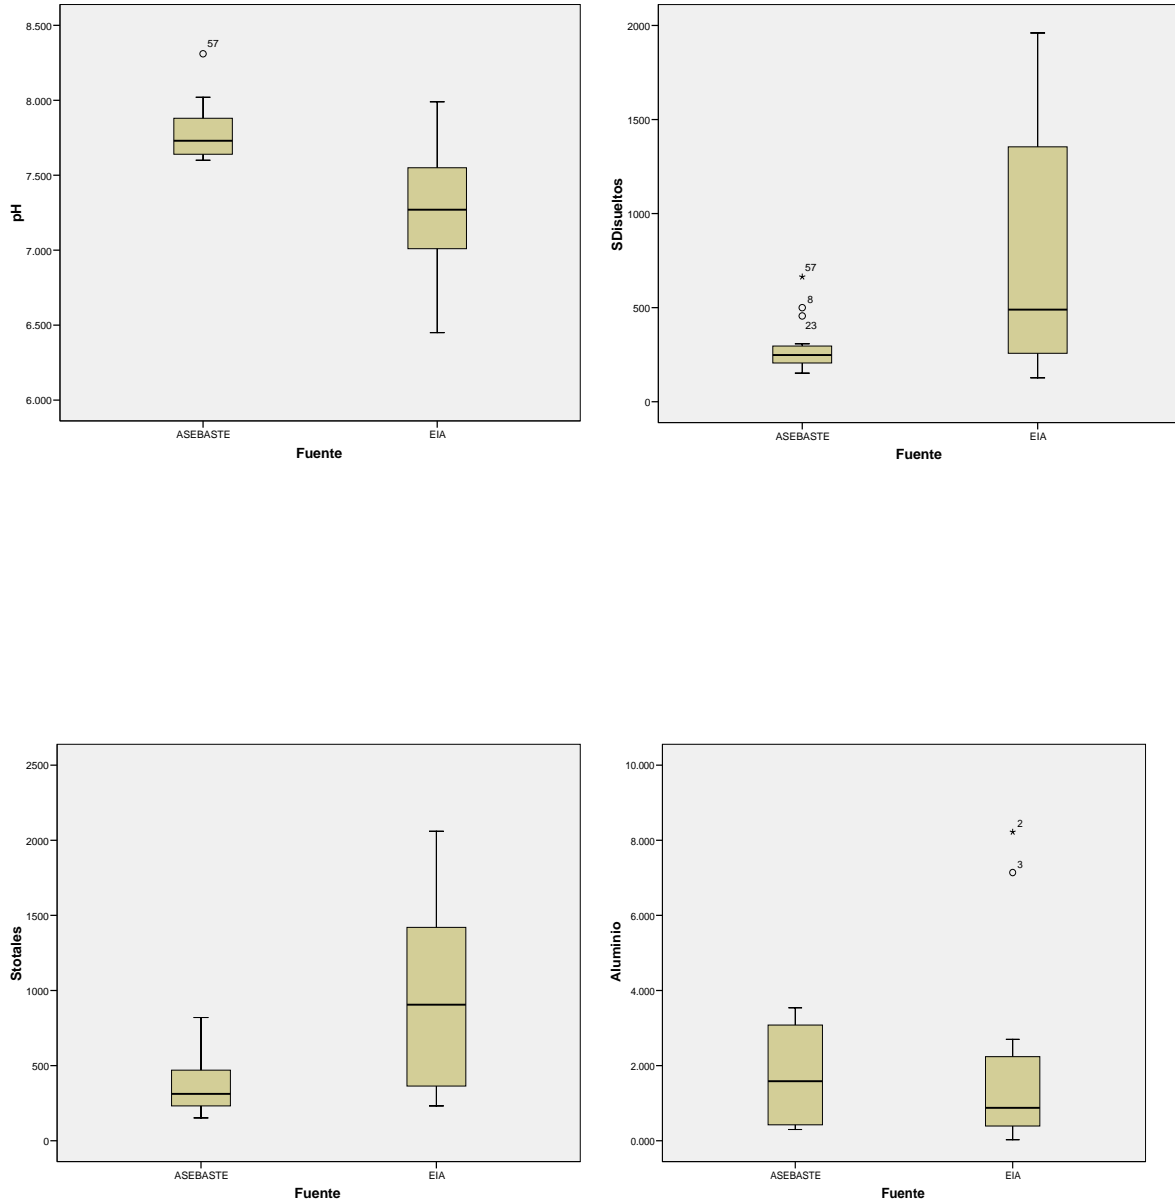 8.500
8.000
7.500
7.000
6.500
6.000
pH
57
ASEBASTE
EIA
Fuente
2000
1500
1000
500
0
SDisueltos
57
8
23
ASEBASTE
EIA
Fuente
2500
2000
1500
1000
500
0
Stotales
ASEBASTE
EIA
Fuente
10.000
8.000
6.000
4.000
2.000
0.000
Aluminio
2
3
ASEBASTE
EIA
Fuente